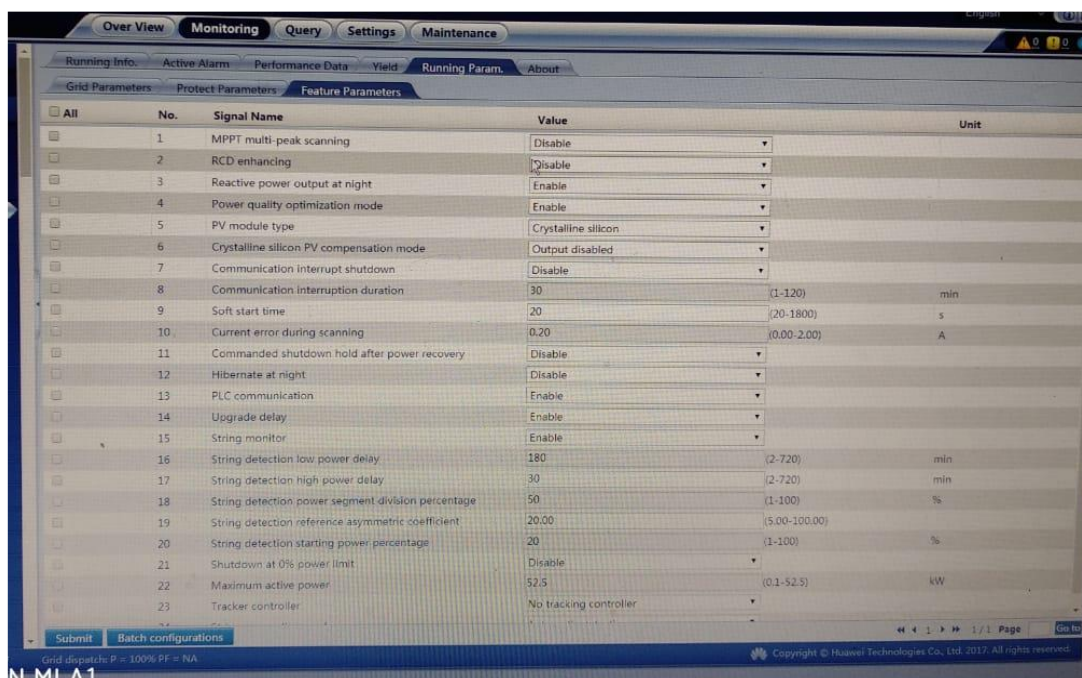 English
Over View Monitoring Query Settings Maintenance
0 0
Running Info. Active Alarm Performance Data Yield Running Param. About
Grid Parameters Protect Parameters Feature Parameters
All No. Signal Name Value Unit
1 MPPT multi-peak scanning Disable
2 RCD enhancing Disable
3 Reactive power output at night Enable
4 Power quality optimization mode Enable
5 PV module type Crystalline silicon
6 Crystalline silicon PV compensation mode Output disabled
7 Communication interrupt shutdown Disable
8 Communication interruption duration 30 (1-120) min
9 Soft start time 20 (20-1800) s
10 Current error during scanning 0.20 (0.00-2.00) A
11 Commanded shutdown hold after power recovery Disable
12 Hibernate at night Disable
13 PLC communication Enable
14 Upgrade delay Enable
15 String monitor Enable
16 String detection low power delay 180 (2-720) min
17 String detection high power delay 30 (2-720) min
18 String detection power segment division percentage 50 (1-100) %
19 String detection reference asymmetric coefficient 20.00 (5.00-100.00)
20 String detection starting power percentage 20 (1-100) %
21 Shutdown at 0% power limit Disable
22 Maximum active power 52.5 (0.1-52.5) kW
23 Tracker controller No tracking controller
Submit Batch configurations 1 1/1 Page Go to
Grid dispatch: P = 100% PF = NA Copyright © Huawei Technologies Co., Ltd. 2017. All rights reserved.